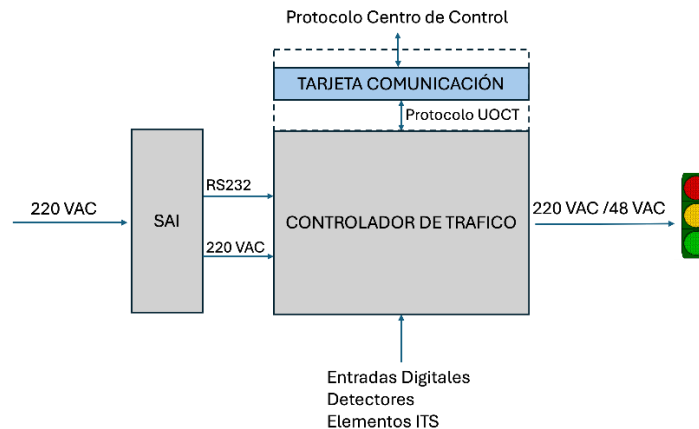 Protocolo Centro de Control
TARJETA COMUNICACIÓN
Protocolo UOCT
220 VAC
SAI
RS232
220 VAC
CONTROLADOR DE TRAFICO
220 VAC /48 VAC
Entradas Digitales
Detectores
Elementos ITS